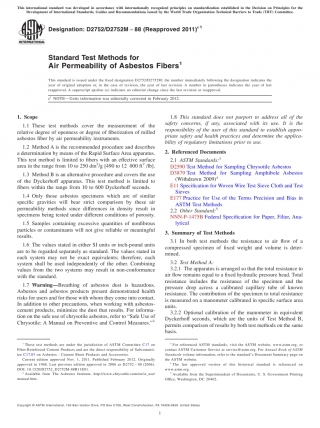 This international standard was developed in accordance with internationally recognized principles on standardization established in the Decision on Principles for the
Development of International Standards, Guides and Recommendations issued by the World Trade Organization Technical Barriers to Trade (TBT) Committee.
Designation: D2752/D2752M − 88 (Reapproved 2011)ε1
Standard Test Methods for
Air Permeability of Asbestos Fibers1
This standard is issued under the fixed designation D2752/D2752M; the number immediately following the designation indicates the
year of original adoption or, in the case of revision, the year of last revision. A number in parentheses indicates the year of last
reapproval. A superscript epsilon (ε) indicates an editorial change since the last revision or reapproval.
ε1 NOTE—Units information was editorially corrected in February 2012.
1. Scope
1.1 These test methods cover the measurement of the
relative degree of openness or degree of fiberization of milled
asbestos fiber by air permeability instruments.
1.2 Method A is the recommended procedure and describes
s determination by means of the Rapid Surface Area apparatus.
This test method is limited to fibers with an effective surface
area in the range from 10 to 250 dm2/g [490 to 12 000 ft2/lb].
1.3 Method B is an alternative procedure and covers the use
of the Dyckerhoff apparatus. This test method is limited to
fibers within the range from 10 to 600 Dyckerhoff seconds.
1.4 Only those asbestos specimens which are of similar
specific gravities will bear strict comparison by these air
permeability methods since differences in density result in
specimens being tested under different conditions of porosity.
1.5 Samples containing excessive quantities of nonfibrous
particles or contaminants will not give reliable or meaningful
results.
1.6 The values stated in either SI units or inch-pound units
are to be regarded separately as standard. The values stated in
each system may not be exact equivalents; therefore, each
system shall be used independently of the other. Combining
values from the two systems may result in non-conformance
with the standard.
1.7 Warning—Breathing of asbestos dust is hazardous.
Asbestos and asbestos products present demonstrated health
risks for users and for those with whom they come into contact.
In addition to other precautions, when working with asbestos-
cement products, minimize the dust that results. For informa-
tion on the safe use of chrysotile asbestos, refer to "Safe Use of
Chrysotile: A Manual on Preventive and Control Measures."2
1.8 This standard does not purport to address all of the
safety concerns, if any, associated with its use. It is the
responsibility of the user of this standard to establish appro-
priate safety and health practices and determine the applica-
bility of regulatory limitations prior to use.
2. Referenced Documents
2.1 ASTM Standards:3
D2590 Test Method for Sampling Chrysotile Asbestos
D3879 Test Method for Sampling Amphibole Asbestos
(Withdrawn 2009)4
E11 Specification for Woven Wire Test Sieve Cloth and Test
Sieves
E177 Practice for Use of the Terms Precision and Bias in
ASTM Test Methods
2.2 Other Standard:5
NNN-P-1475B Federal Specification for Paper, Filter, Ana-
lytical
3. Summary of Test Methods
3.1 In both test methods the resistance to air flow of a
compressed specimen of fixed weight and volume is deter-
mined.
3.2 Test Method A:
3.2.1 The apparatus is arranged so that the total resistance to
air flow remains equal to a fixed hydraulic pressure head. Total
resistance includes the resistance of the specimen and the
pressure drop across a calibrated capillary tube of known
resistance. The contribution of the specimen to total resistance
is measured on a manometer calibrated in specific surface area
units.
3.2.2 Optional calibration of the manometer in equivalent
Dyckerhoff seconds, which are the units of Test Method B,
permits comparison of results by both test methods on the same
basis.
1 These test methods are under the jurisdiction of ASTM Committee C17 on
Fiber-Reinforced Cement Products and are the direct responsibility of Subcommit-
tee C17.03 on Asbestos - Cement Sheet Products and Accessories.
Current edition approved Nov. 1, 2011. Published February 2012. Originally
approved in 1968. Last previous edition approved in 2006 as
2 Available from The Asbestos Institute,
3 For referenced ASTM standards, visit the ASTM website, www.astm.org, or
contact ASTM Customer Service at service@astm.org. For Annual Book of ASTM
Standards volume information, refer to the standard's Document Summary page on
the ASTM website.
4 The last approved version of this historical standard is referenced on
www.astm.org.
5 Available from the Superintendent of Documents, U. S. Government Printing
Office, Washington, DC 20402.
Copyright © ASTM International, 100 Barr Harbor Drive, PO Box C700, West Conshohocken, PA 19428-2959. United States
1